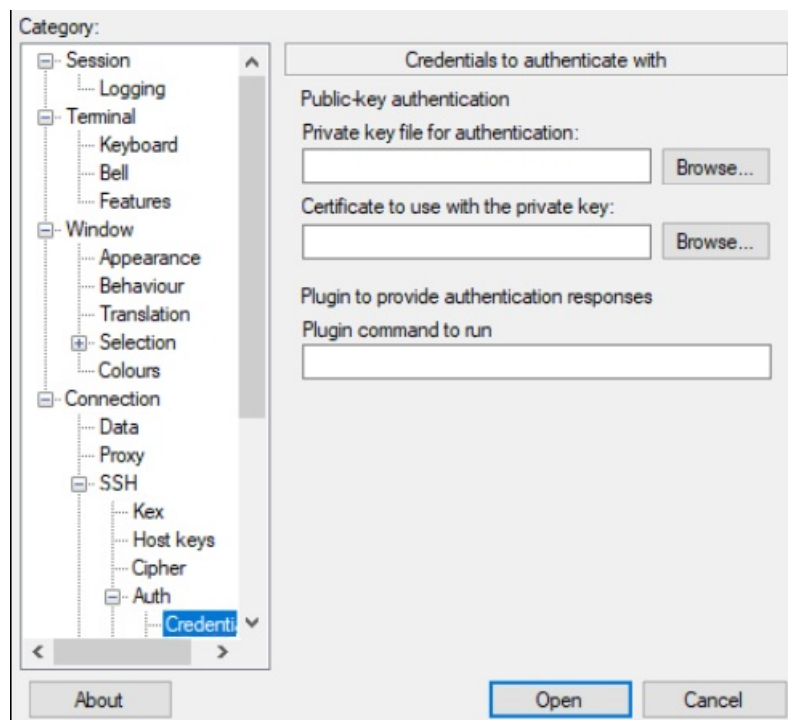 Category:
Session
Logging
Terminal
Keyboard
Bell
Features
Window
Appearance
Behaviour
Translation
Selection
Colours
Connection
Data
Proxy
SSH
Kex
Host keys
Cipher
Auth
Credenti
Credentials to authenticate with
Public-key authentication
Private key file for authentication:
Browse...
Certificate to use with the private key:
Browse...
Plugin to provide authentication responses
Plugin command to run
About
Open
Cancel